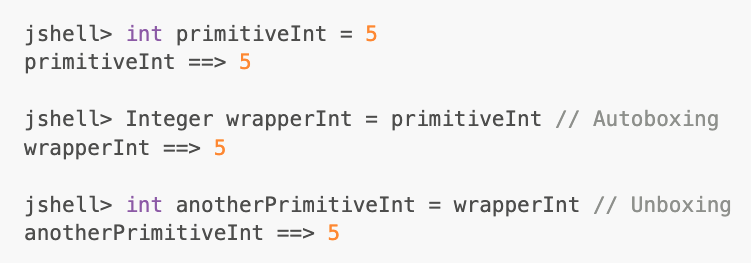 jshell> int primitiveInt = 5
primitiveInt ==> 5
jshell> Integer wrapperInt = primitiveInt // Autoboxing
wrapperInt ==> 5
jshell> int anotherPrimitiveInt = wrapperInt // Unboxing
anotherPrimitiveInt ==> 5